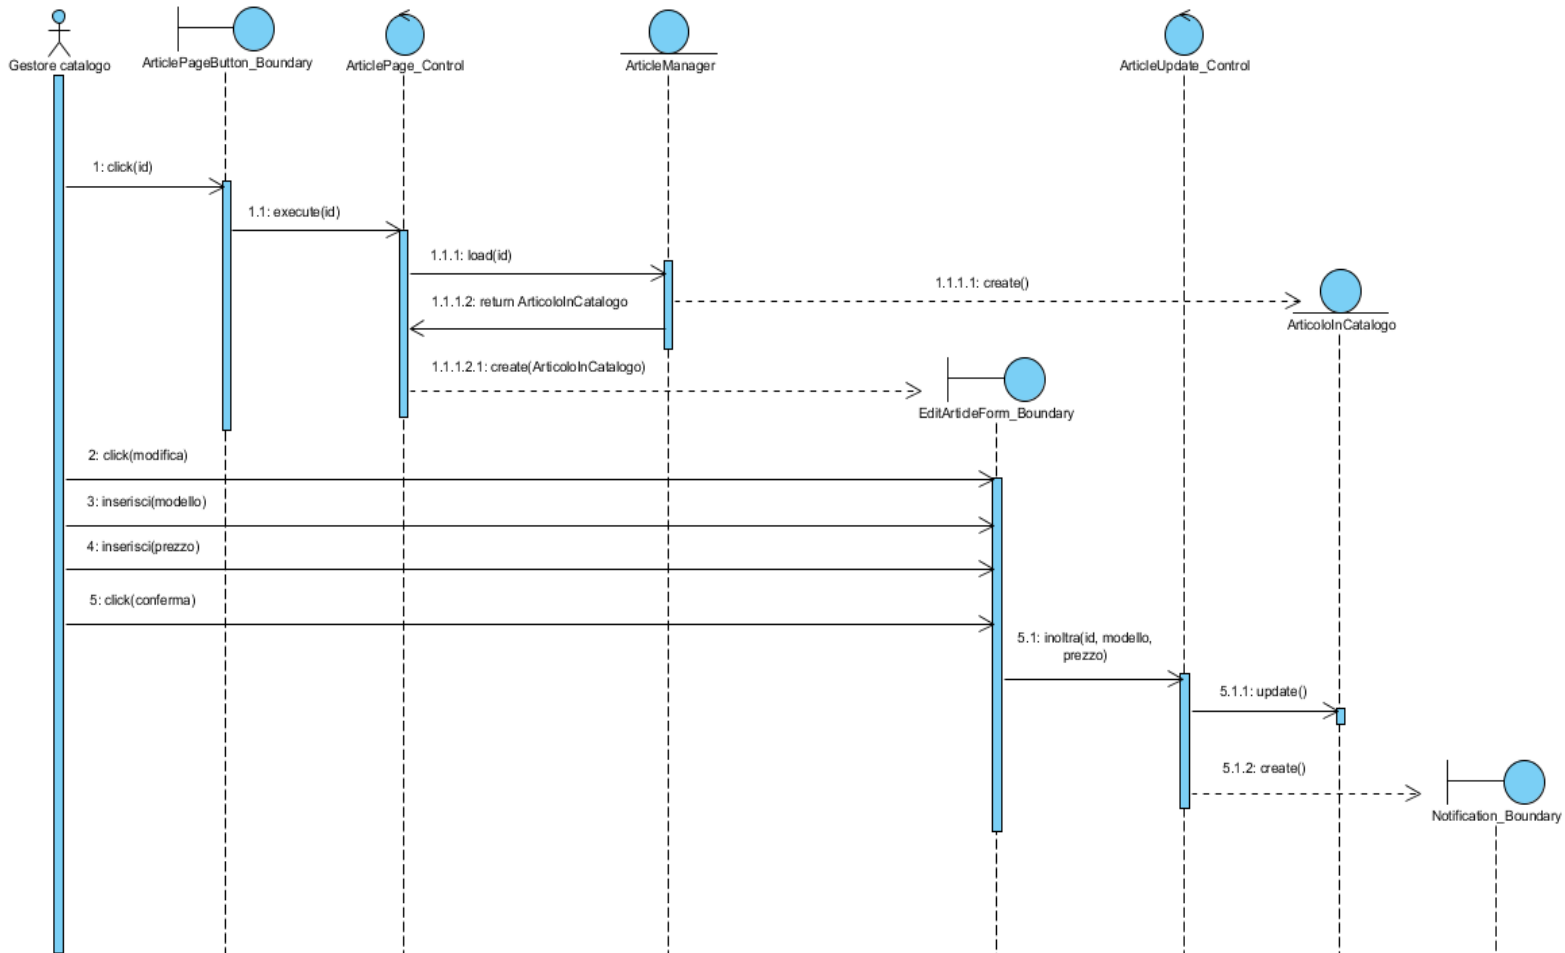 Gestore catalogo
ArticlePageButton_Boundary
ArticlePage_Control
ArticleManager
ArticleUpdate_Control
1: click(id)
1.1: execute(id)
1.1.1: load(id)
1.1.1.1: create()
1.1.1.2: return ArticoloInCatalogo
ArticoloInCatalogo
1.1.1.2.1: create(ArticoloInCatalogo)
EditArticleForm_Boundary
2: click(modifica)
3: inserisci(modello)
4: inserisci(prezzo)
5: click(conferma)
5.1: inoltra(id, modello,
prezzo)
5.1.1: update()
5.1.2: create()
Notification_Boundary